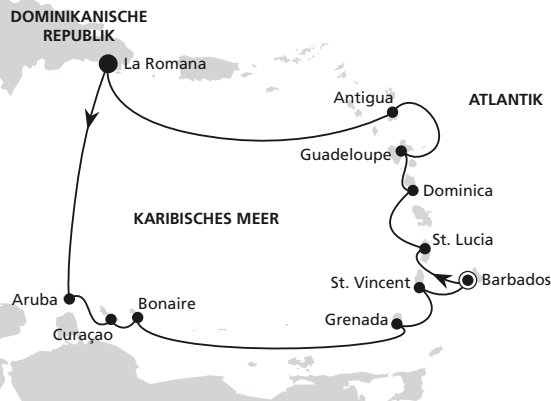 DOMINIKANISCHE
REPUBLIK
La Romana
Antigua
ATLANTIK
Guadeloupe
Dominica
KARIBISCHES MEER
St. Lucia
St. Vincent
Barbados
Aruba
Bonaire
Grenada
Curaçao